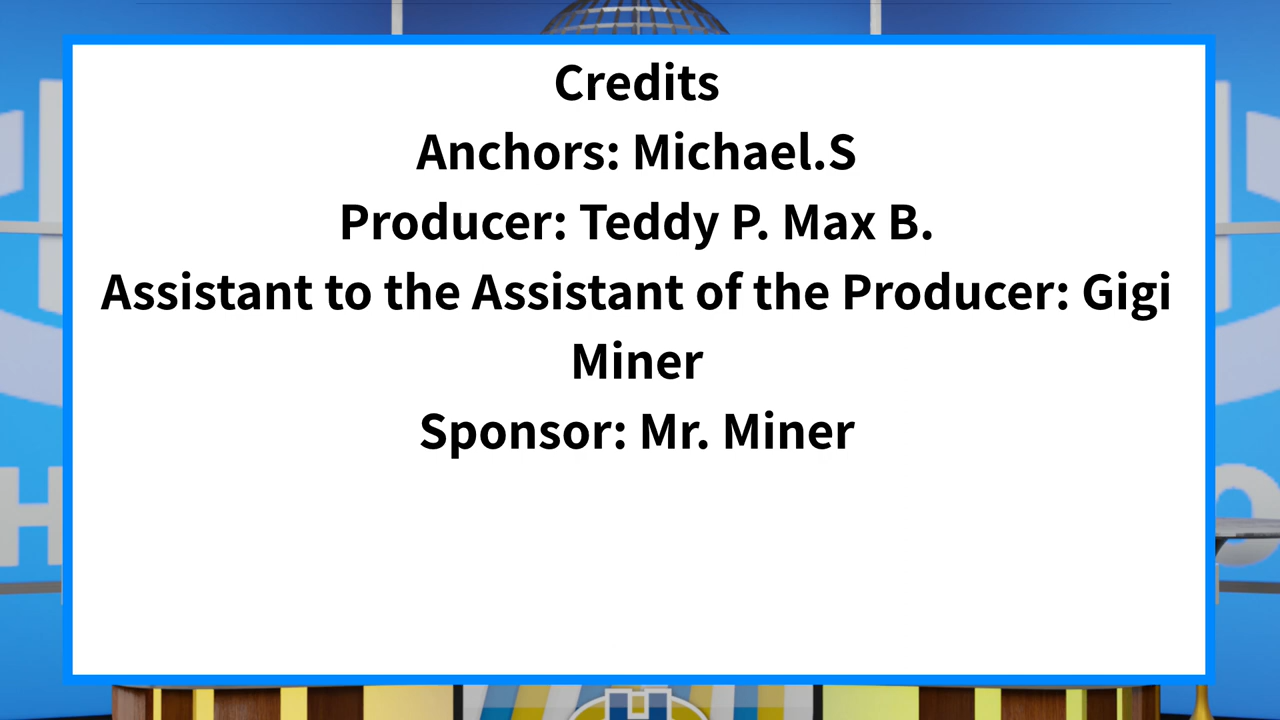 Credits
Anchors: Michael.S
Producer: Teddy P. Max B.
Assistant to the Assistant of the Producer: Gigi
Miner
Sponsor: Mr. Miner
H
O